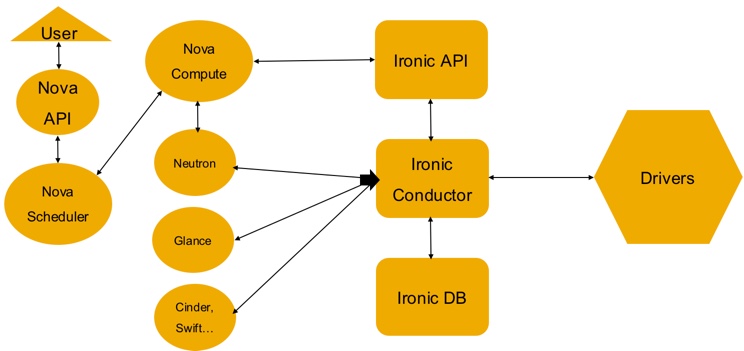 User
Nova
API
Nova
Scheduler
Nova
Compute
Neutron
Glance
Cinder,
Swift...
Ironic API
Ironic
Conductor
Ironic DB
Drivers